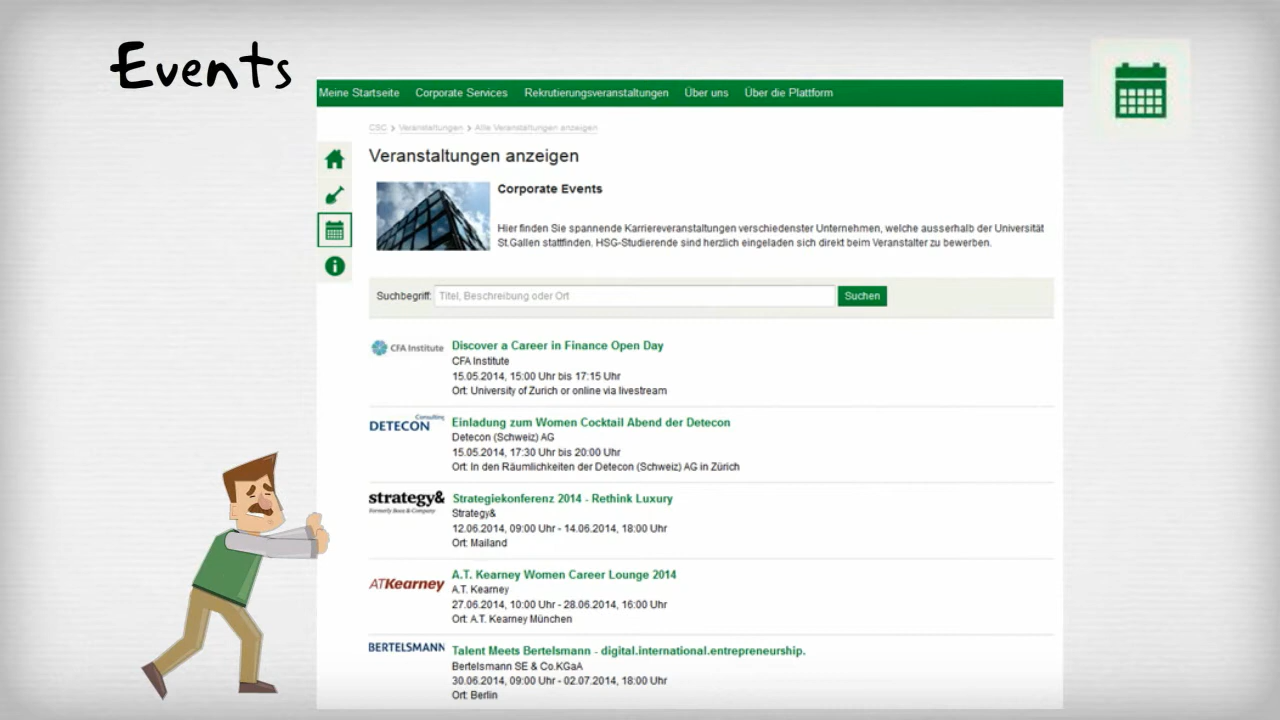 Events
Meine Startseite Corporate Services Rekrutierungsveranstaltungen Über uns Über die Plattform
CSC > Veranstaltungen > Alle Veranstaltungen anzeigen
Veranstaltungen anzeigen
Corporate Events
Hier finden Sie spannende Karriereveranstaltungen verschiedenster Unternehmen, welche ausserhalb der Universität
St.Gallen stattfinden. HSG-Studierende sind herzlich eingeladen sich direkt beim Veranstalter zu bewerben.
Suchbegriff: Titel, Beschreibung oder Ort Suchen
CFA Institute
Discover a Career in Finance Open Day
CFA Institute
15.05.2014, 15:00 Uhr bis 17:15 Uhr
Ort: University of Zurich or online via livestream
Consulting
DETECON
Einladung zum Women Cocktail Abend der Detecon
Detecon (Schweiz) AG
15.05.2014, 17:30 Uhr bis 20:00 Uhr
Ort: In den Räumlichkeiten der Detecon (Schweiz) AG in Zürich
strategy&
Formerly Booz & Company
Strategiekonferenz 2014 - Rethink Luxury
Strategy&
12.06.2014, 09:00 Uhr - 14.06.2014, 18:00 Uhr
Ort: Mailand
ATKearney
A.T. Kearney Women Career Lounge 2014
A.T. Kearney
27.06.2014, 10:00 Uhr - 28.06.2014, 16:00 Uhr
Ort: A.T. Kearney München
BERTELSMANN
Talent Meets Bertelsmann - digital.international.entrepreneurship.
Bertelsmann SE & Co.KGaA
30.06.2014, 09:00 Uhr - 02.07.2014, 18:00 Uhr
Ort: Berlin